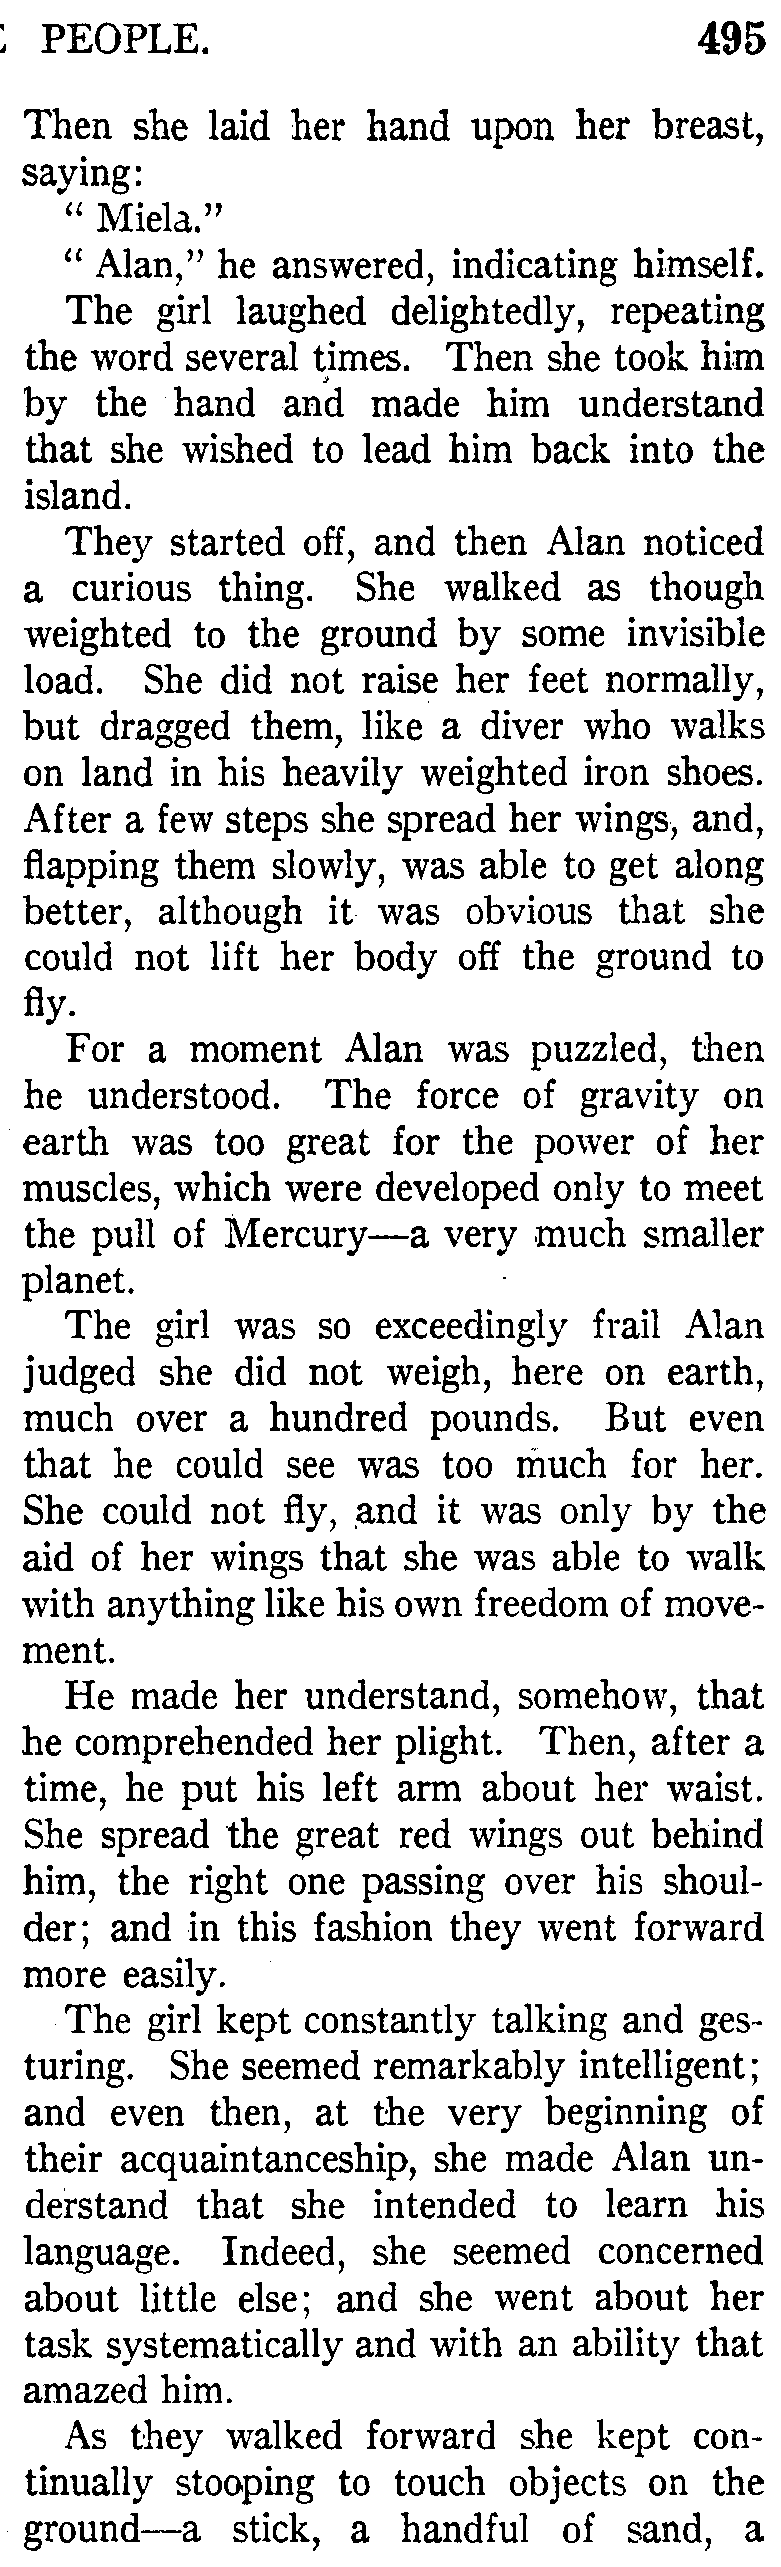 PEOPLE. 495
Then she laid her hand upon her breast,
saying:
“ Miela.”
“ Alan,” he answered, indicating himself.
The girl laughed delightedly, repeating
the word several times. Then she took him
by the hand and made him understand
that she wished to lead him back into the
island.
They started off, and then Alan noticed
a curious thing. She walked as though
weighted to the ground by some invisible
load. She did not raise her feet normally,
but dragged them, like a diver who walks
on land in his heavily weighted iron shoes.
After a few steps she spread her wings, and,
flapping them slowly, was able to get along
better, although it was obvious that she
could not lift her body off the ground to
fly.
For a moment Alan was puzzled, then
he understood. The force of gravity on
earth was too great for the power of her
muscles, which were developed only to meet
the pull of Mercury—a very much smaller
planet.
The girl was so exceedingly frail Alan
judged she did not weigh, here on earth,
much over a hundred pounds. But even
that he could see was too much for her.
She could not fly, and it was only by the
aid of her wings that she was able to walk
with anything like his own freedom of move-
ment.
He made her understand, somehow, that
he comprehended her plight. Then, after a
time, he put his left arm about her waist.
She spread the great red wings out behind
him, the right one passing over his shoul-
der; and in this fashion they went forward
more easily.
The girl kept constantly talking and ges-
turing. She seemed remarkably intelligent;
and even then, at the very beginning of
their acquaintanceship, she made Alan un-
derstand that she intended to learn his
language. Indeed, she seemed concerned
about little else; and she went about her
task systematically and with an ability that
amazed him.
As they walked forward she kept con-
tinually stooping to touch objects on the
ground—a stick, a handful of sand, a